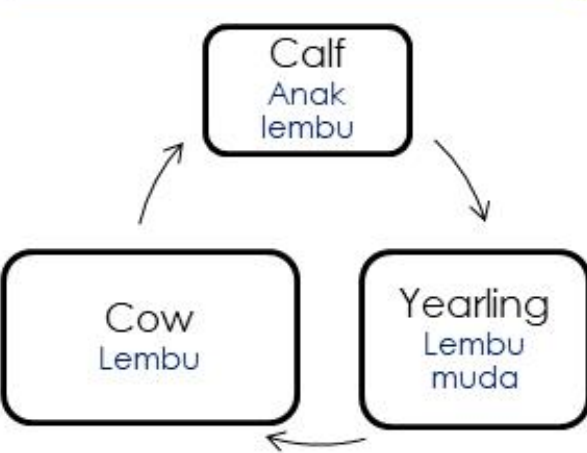 Calf
Anak
lembu
Cow
Lembu
Yearling
Lembu
muda